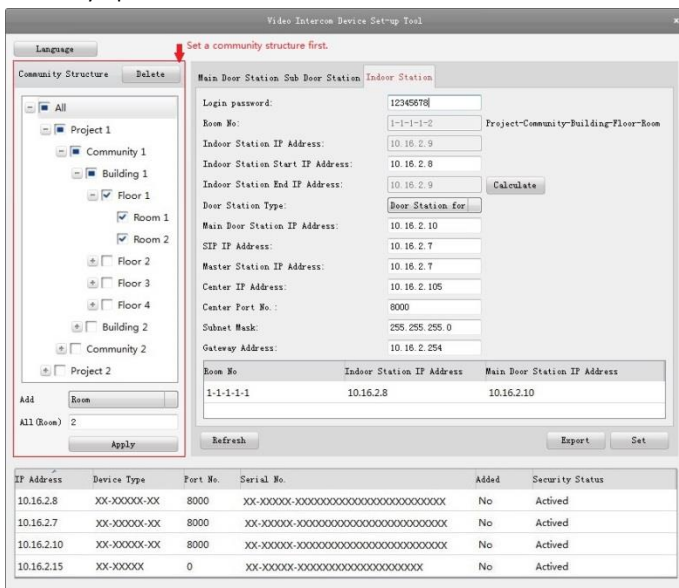 Video Intercom Device Set-up Tool ×
Language
Set a community structure first.
Community Structure Delete
Main Door Station Sub Door Station Indoor Station
All
Project 1
Community 1
Building 1
Floor 1
Room 1
Room 2
Floor 2
Floor 3
Floor 4
Building 2
Community 2
Project 2
Add Room
All(Room) 2
Apply
Login password: 12345678
Room No: 1-1-1-1-2 Project-Community-Building-Floor-Room
Indoor Station IP Address: 10.16.2.9
Indoor Station Start IP Address: 10.16.2.8
Indoor Station End IP Address: 10.16.2.9 Calculate
Door Station Type: Door Station for
Main Door Station IP Address: 10.16.2.10
SIP IP Address: 10.16.2.7
Master Station IP Address: 10.16.2.7
Center IP Address: 10.16.2.105
Center Port No.: 8000
Subnet Mask: 255.255.255.0
Gateway Address: 10.16.2.254
Room No Indoor Station IP Address Main Door Station IP Address
1-1-1-1-1 10.16.2.8 10.16.2.10
Refresh Export Set
IP Address Device Type Port No. Serial No. Added Security Status
10.16.2.8 XX-XXXXX-XX 8000 XX-XXXXX-XXXXXXXXXXXXXXXXXXXXXXXX No Actived
10.16.2.7 XX-XXXXX-XX 8000 XX-XXXXX-XXXXXXXXXXXXXXXXXXXXXXXX No Actived
10.16.2.10 XX-XXXXX-XX 8000 XX-XXXXX-XXXXXXXXXXXXXXXXXXXXXXXX No Actived
10.16.2.15 XX-XXXXX 0 XX-XXXXX-XXXXXXXXXXXXXXXXXXXX No Actived